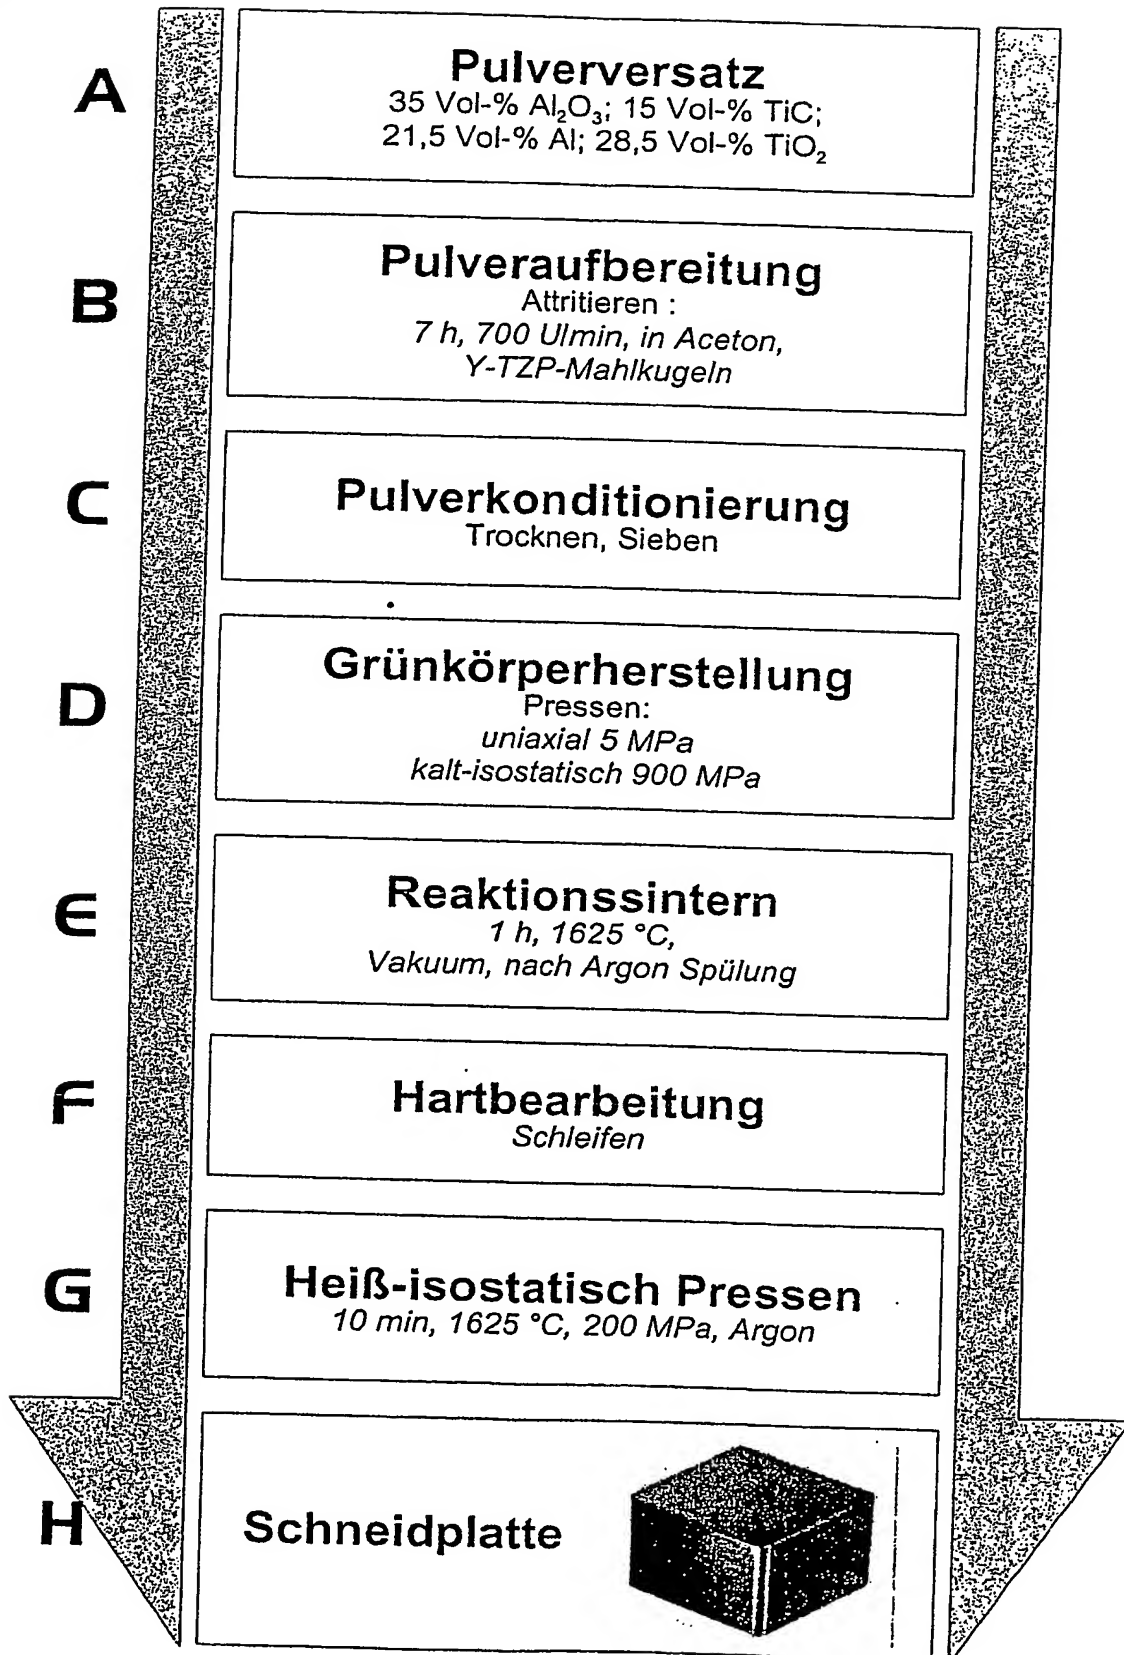 A
Pulverversatz
35 Vol-% Al₂O₃; 15 Vol-% TiC;
21,5 Vol-% Al; 28,5 Vol-% TiO₂
B
Pulveraufbereitung
Attritieren :
7 h, 700 U/min, in Aceton,
Y-TZP-Mahlkugeln
C
Pulverkonditionierung
Trocknen, Sieben
D
Grünkörperherstellung
Pressen:
uniaxial 5 MPa
kalt-isostatisch 900 MPa
E
Reaktionssintern
1 h, 1625 °C,
Vakuum, nach Argon Spülung
F
Hartbearbeitung
Schleifen
G
Heiß-isostatisch Pressen
10 min, 1625 °C, 200 MPa, Argon
H
Schneidplatte